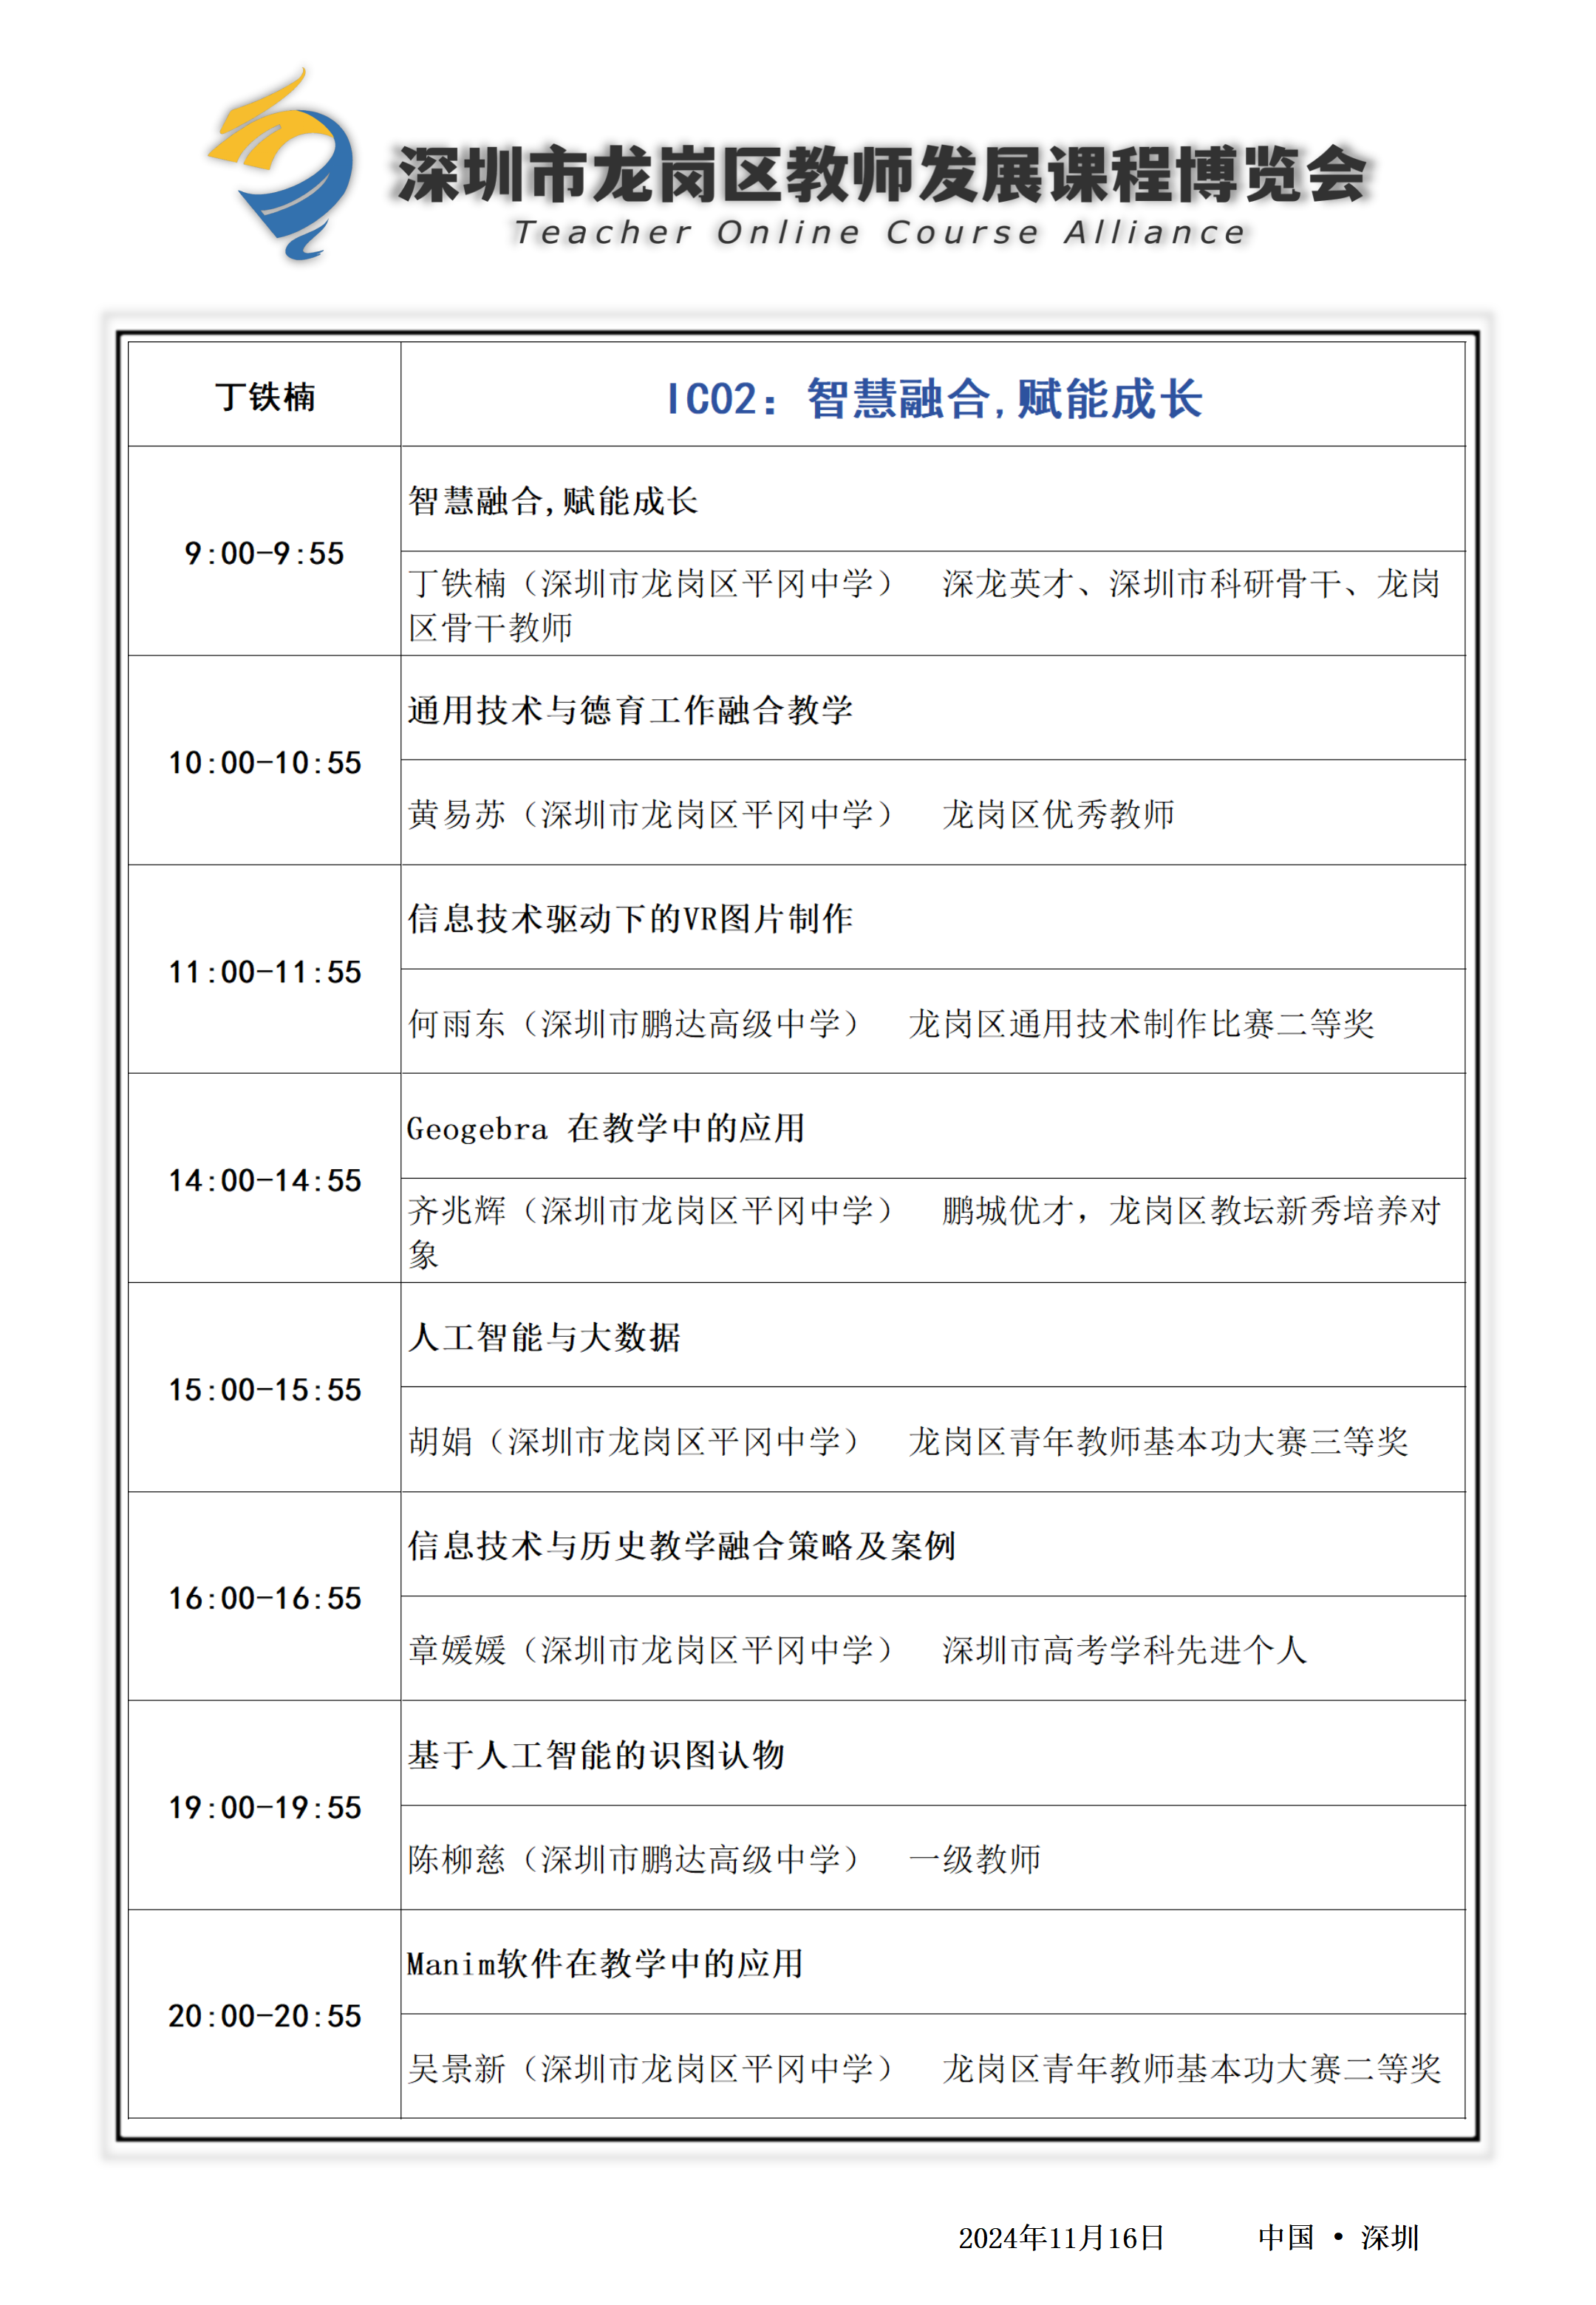 深圳市龙岗区教师发展课程博览会
Teacher Online Course Alliance
丁铁楠
IC02：智慧融合,赋能成长
9:00-9:55
智慧融合,赋能成长
丁铁楠（深圳市龙岗区平冈中学） 深龙英才、深圳市科研骨干、龙岗
区骨干教师
10:00-10:55
通用技术与德育工作融合教学
黄易苏（深圳市龙岗区平冈中学） 龙岗区优秀教师
11:00-11:55
信息技术驱动下的VR图片制作
何雨东（深圳市鹏达高级中学） 龙岗区通用技术制作比赛二等奖
14:00-14:55
Geogebra 在教学中的应用
齐兆辉（深圳市龙岗区平冈中学） 鹏城优才，龙岗区教坛新秀培养对
象
15:00-15:55
人工智能与大数据
胡娟（深圳市龙岗区平冈中学） 龙岗区青年教师基本功大赛三等奖
16:00-16:55
信息技术与历史教学融合策略及案例
章媛媛（深圳市龙岗区平冈中学） 深圳市高考学科先进个人
19:00-19:55
基于人工智能的识图认物
陈柳慈（深圳市鹏达高级中学） 一级教师
20:00-20:55
Manim软件在教学中的应用
吴景新（深圳市龙岗区平冈中学） 龙岗区青年教师基本功大赛二等奖
2024年11月16日 中国 • 深圳